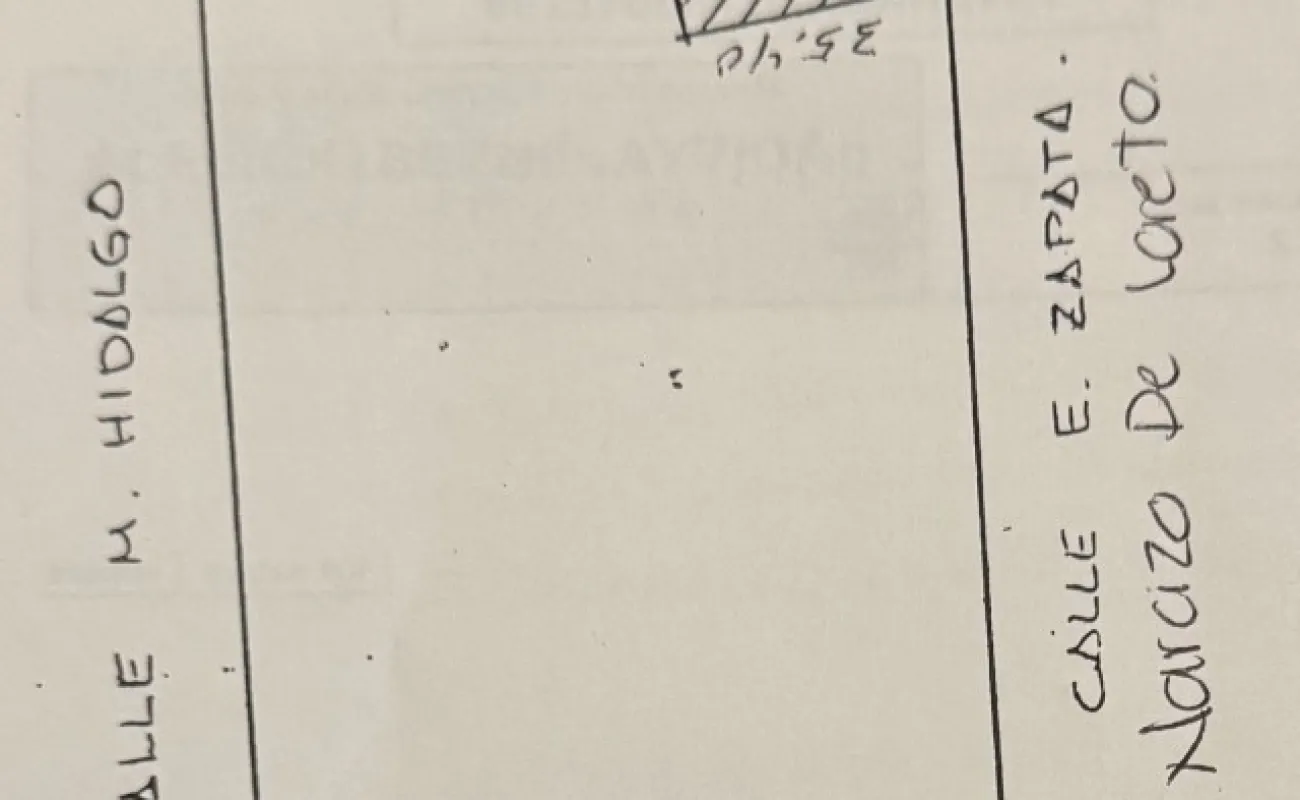 35.40
ALLE M. HIDALGO
CALLE E. ZAPATA.
Narcizo De Loreto.